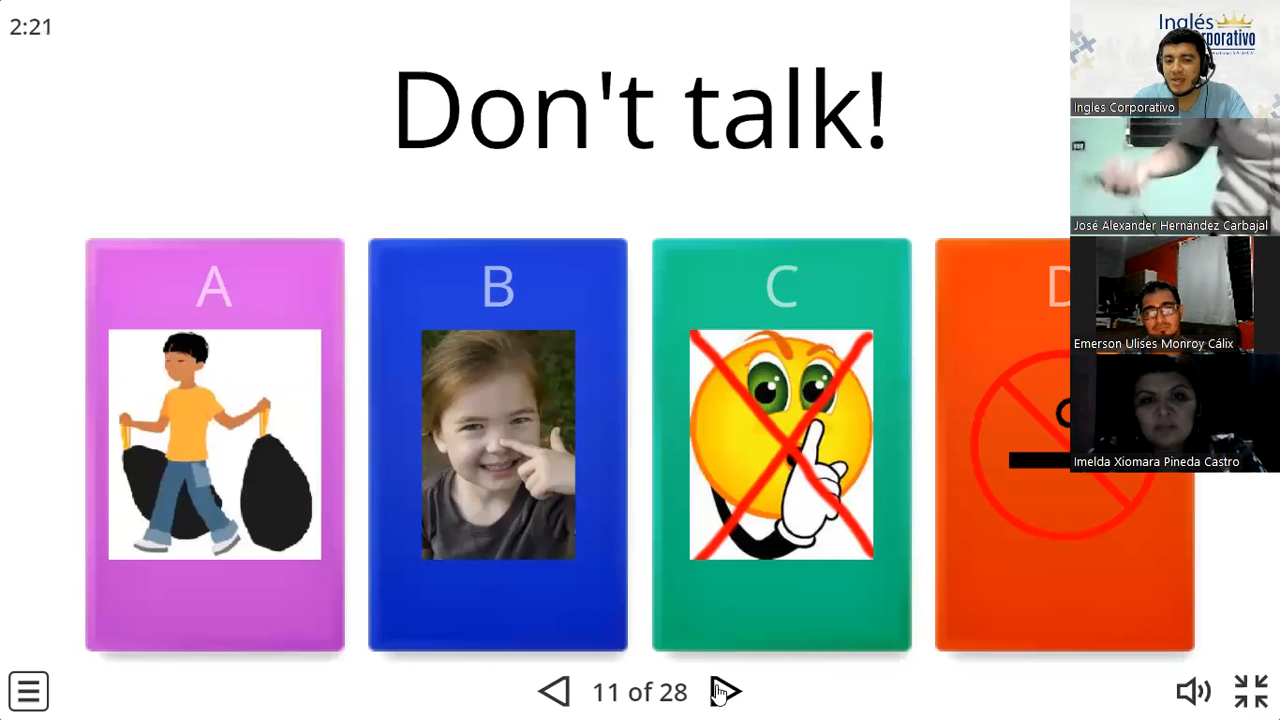 2:21
Don't talk!
A
B
C
D
11 of 28
Inglés
Corporativo
Ingles Corporativo
José Alexander Hernández Carbajal
Emerson Ulises Monroy Cálix
Imelda Xiomara Pineda Castro